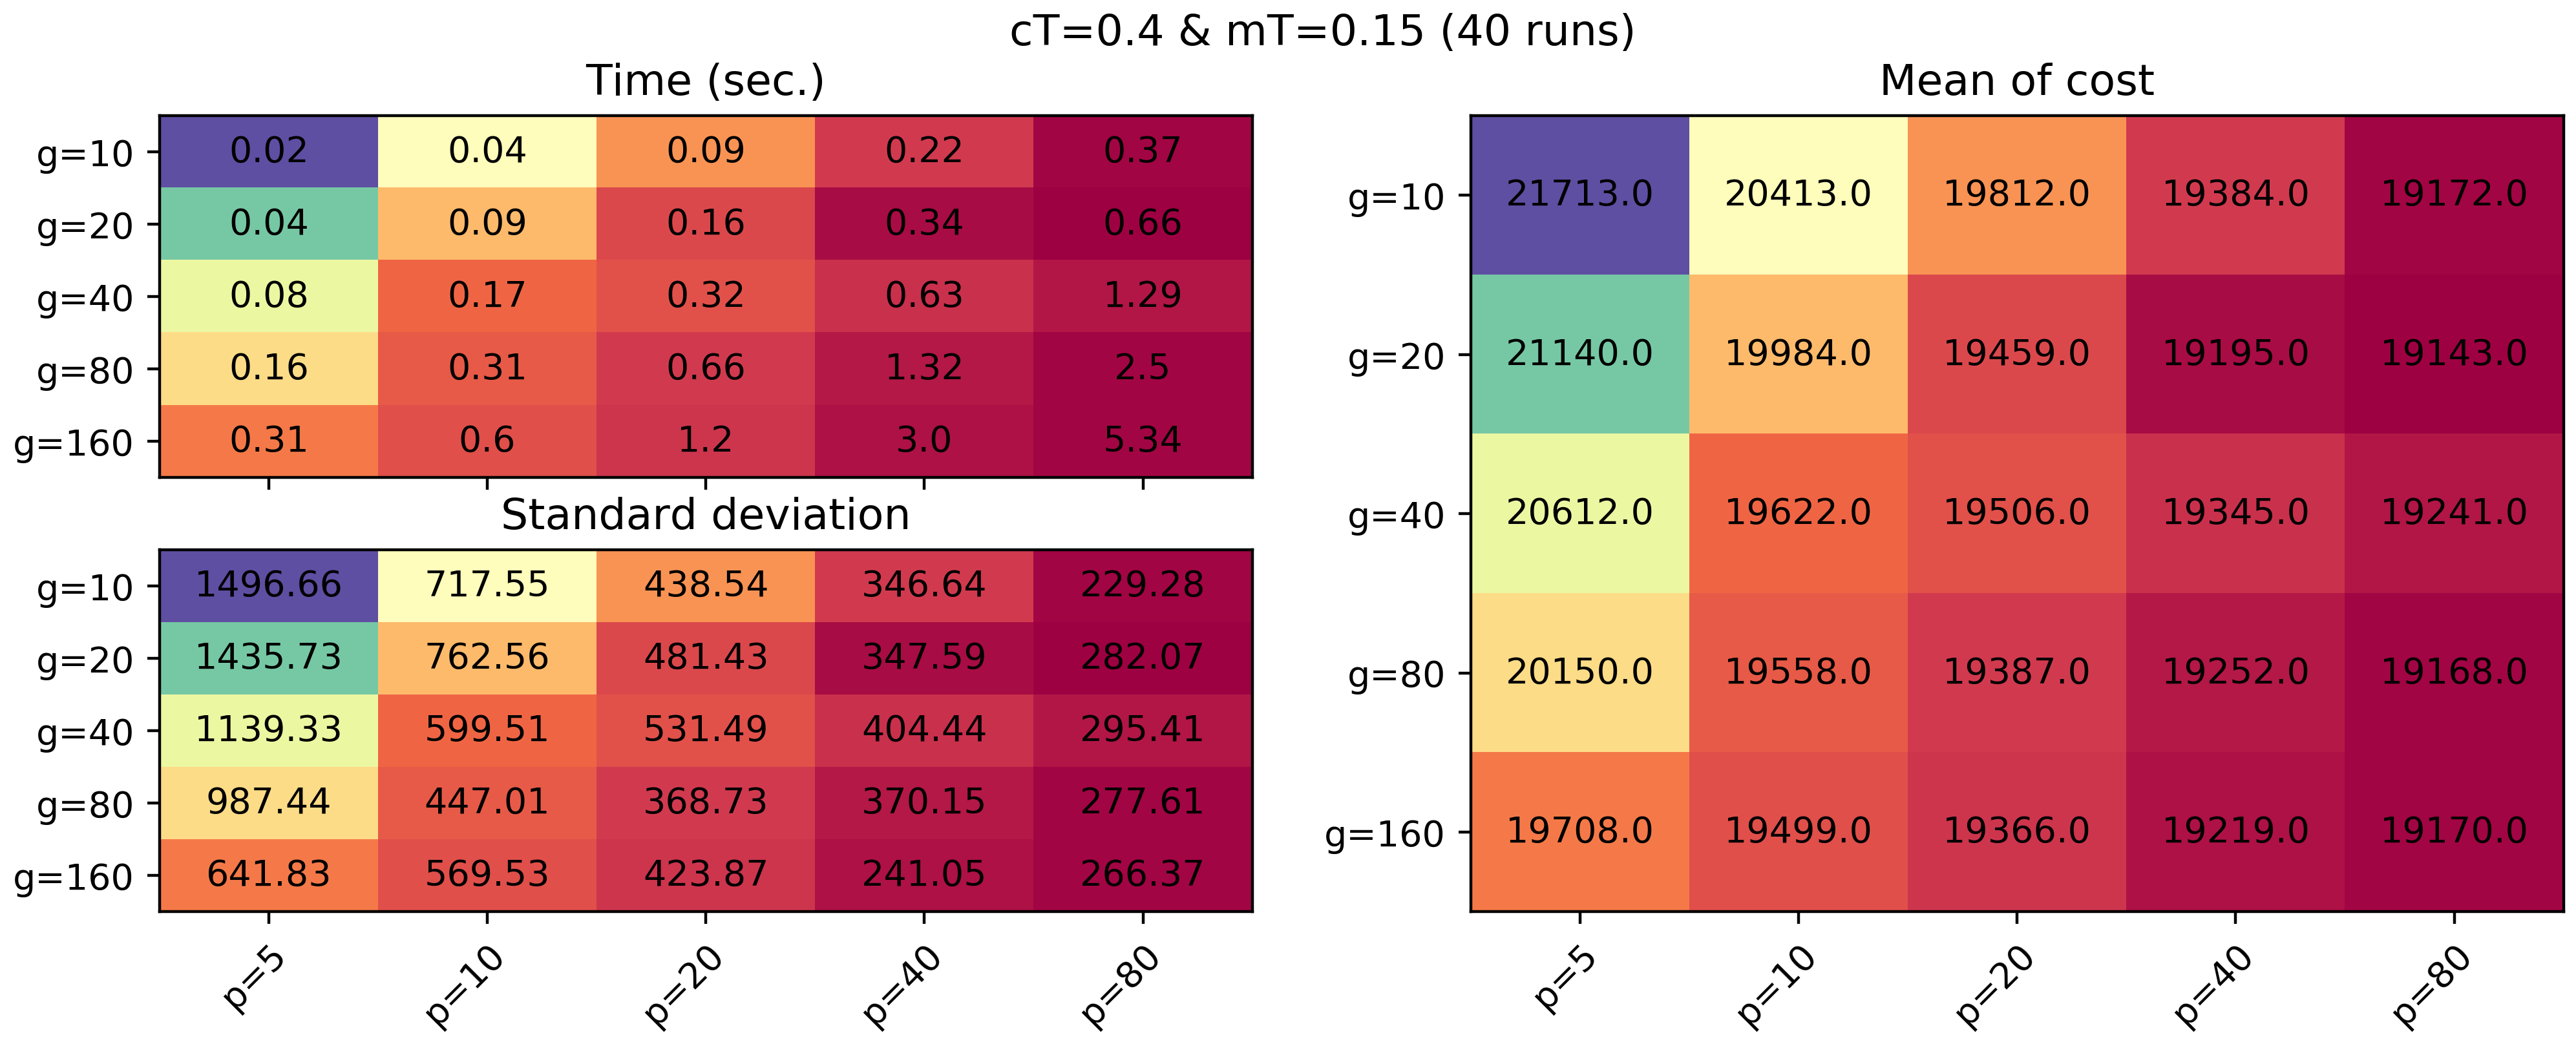 cT=0.4 & mT=0.15 (40 runs)
Time (sec.)
g=10 0.02 0.04 0.09 0.22 0.37
g=20 0.04 0.09 0.16 0.34 0.66
g=40 0.08 0.17 0.32 0.63 1.29
g=80 0.16 0.31 0.66 1.32 2.5
g=160 0.31 0.6 1.2 3.0 5.34
Standard deviation
g=10 1496.66 717.55 438.54 346.64 229.28
g=20 1435.73 762.56 481.43 347.59 282.07
g=40 1139.33 599.51 531.49 404.44 295.41
g=80 987.44 447.01 368.73 370.15 277.61
g=160 641.83 569.53 423.87 241.05 266.37
p=5 p=10 p=20 p=40 p=80
Mean of cost
g=10 21713.0 20413.0 19812.0 19384.0 19172.0
g=20 21140.0 19984.0 19459.0 19195.0 19143.0
g=40 20612.0 19622.0 19506.0 19345.0 19241.0
g=80 20150.0 19558.0 19387.0 19252.0 19168.0
g=160 19708.0 19499.0 19366.0 19219.0 19170.0
p=5 p=10 p=20 p=40 p=80